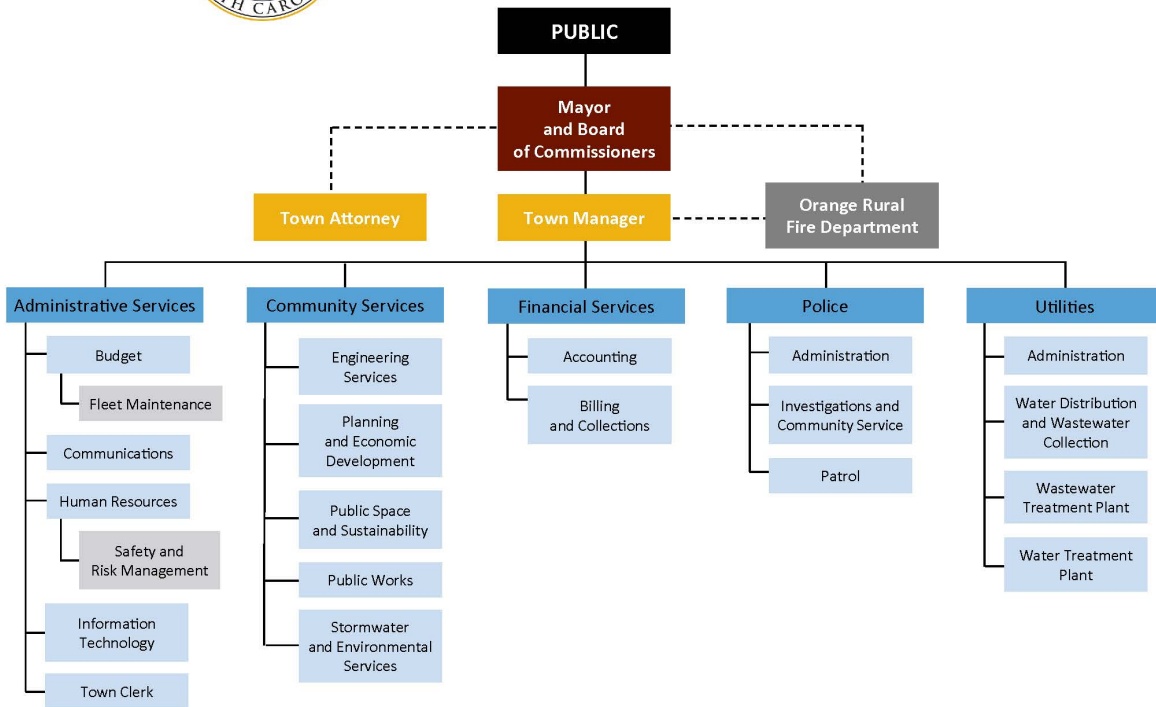 PUBLIC
Mayor
and Board
of Commissioners
Town Attorney
Town Manager
Orange Rural
Fire Department
Administrative Services
Budget
Fleet Maintenance
Communications
Human Resources
Safety and
Risk Management
Information
Technology
Town Clerk
Community Services
Engineering
Services
Planning
and Economic
Development
Public Space
and Sustainability
Public Works
Stormwater
and Environmental
Services
Financial Services
Accounting
Billing
and Collections
Police
Administration
Investigations and
Community Service
Patrol
Utilities
Administration
Water Distribution
and Wastewater
Collection
Wastewater
Treatment Plant
Water Treatment
Plant